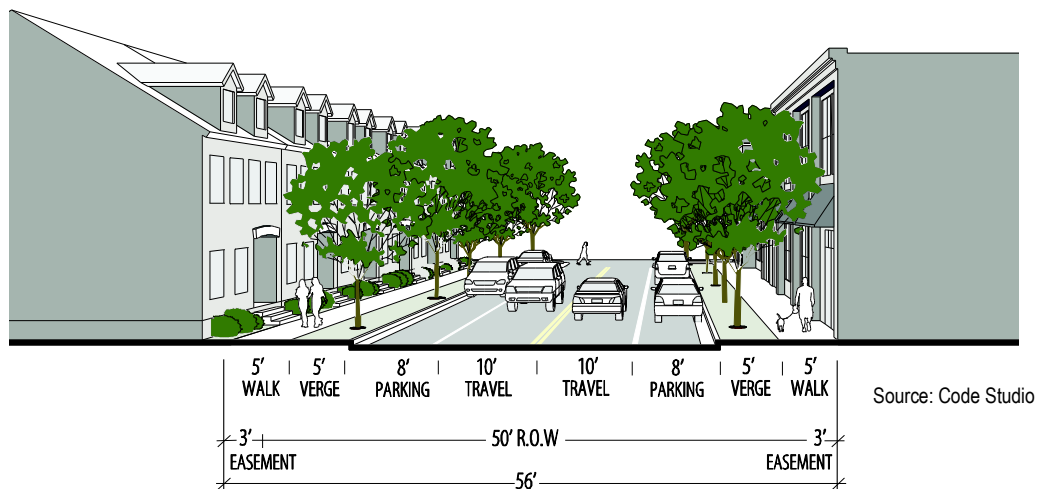 5’ 5’ 8’ 10’ 10’ 8’ 5’ 5’
WALK VERGE PARKING TRAVEL TRAVEL PARKING VERGE WALK
Source: Code Studio
3’ 50’ R.O.W 3’
EASEMENT EASEMENT
56’